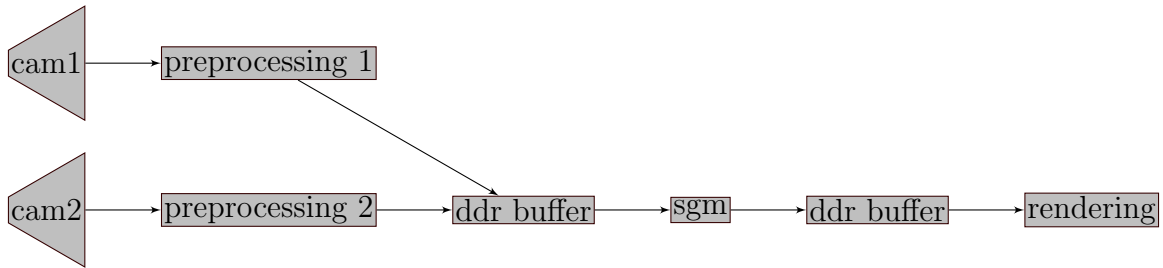 cam1
preprocessing 1
cam2
preprocessing 2
ddr buffer
sgm
ddr buffer
rendering